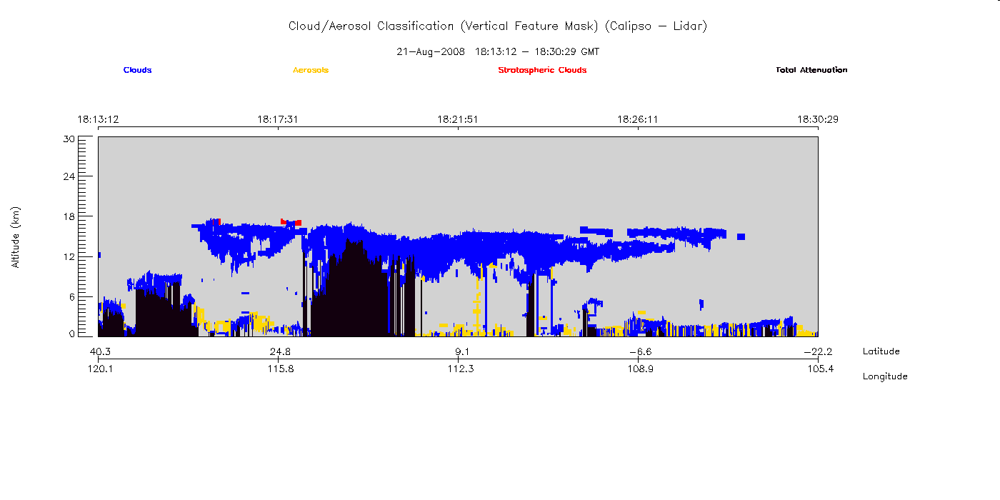 Cloud/Aerosol Classification (Vertical Feature Mask) (Calipso – Lidar)
21–Aug–2008 18:13:12 – 18:30:29 GMT
Clouds Aerosols Stratospheric Clouds Total Attenuation
18:13:12 18:17:31 18:21:51 18:26:11 18:30:29
30
24
18
12
6
0
Altitude (km)
40.3 24.8 9.1 –6.6 –22.2 Latitude
120.1 115.8 112.3 108.9 105.4
Longitude